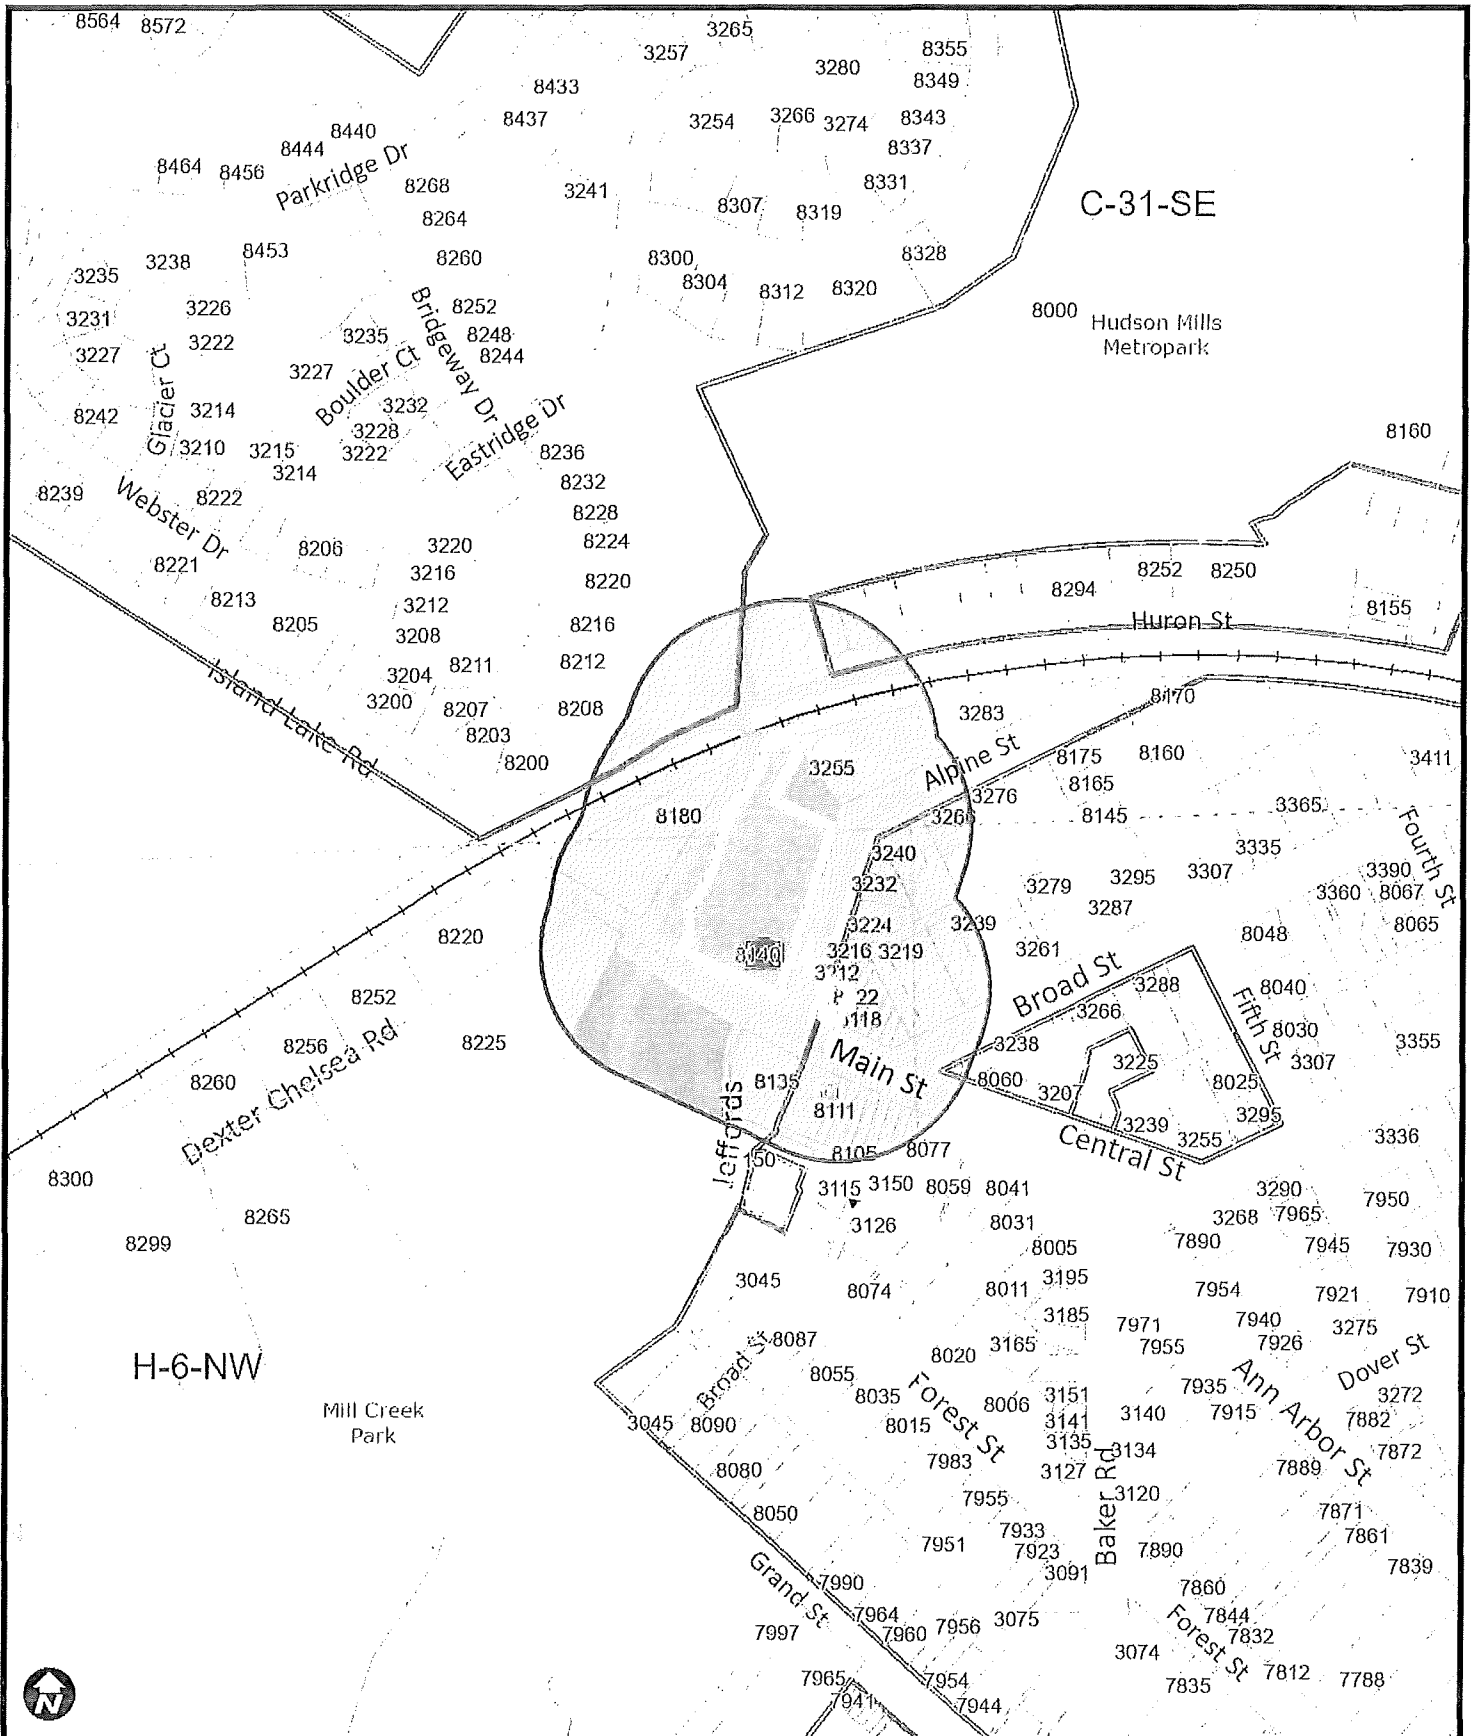 8564 8572 3265
3257 8355
3280
8433 8349
8437 3254 3266 3274 8343
8440 8337
8444
8464 8456 Parkridge Dr 8268 3241 8331
C-31-SE
8264 8307 8319
8453 8260 8300 8328
3235 3238 8304 8312 8320
3226 8252 8000 Hudson Mills
Metropark
3231 3235 8248
3227 3222 8244
3227 Boulder Ct Bridgeway Dr
Glacier Ct
8242 3214 3232
3228 Eastridge Dr 8160
3210 3215 3222 8236
3214 8232
8239 Webster Dr 8222 8228
8206 3220 8224
8221 3216 8220 8252 8250
8213 3212 8294
8205 3208 8216 Huron St 8155
3204 8211 8212
Island Lake Rd 3200 8207 8208 8170
8203 3283
8200 3255 Alpine St 8175 8160 3411
8165
3276
8180 3266 8145 3365
3240 3335 Fourth St
3232 3279 3295 3307 3390
3287 3360 8067
8220 3224 3239 8048 8065
8140 3216 3219 3261
3212 Broad St 3288 8040
8252 3266 Fifth St
8256 8225 3238 8030 3355
Dexter Chelsea Rd Main St 3225 3307
8260 8135 8060 3207 8025
8111 3239 3295
Jeffords 8105 8077 Central St 3255 3336
8300 3115 3150 8059 8041 3290 7950
8265 3126 8031 3268 7965
8299 8005 7890 7945 7930
3045 8074 8011 3195 7954 7921 7910
3185 7971 7940 3275
H-6-NW Broad St 8087 8020 3165 7955 7926 Dover St
8055 7935 Ann Arbor St 3272
Mill Creek
Park
8035 Forest St 8006 3151
3045 8090 8015 3141 3140 7915 7882
3135 3134 7872
8080 7983 3127 Baker Rd 7889
7955 3120
8050 7933 7871
7951 7923 7890 7861
3091 7839
Grand St 7990 7860
7964 7956 3075 7844
7997 7960 Forest St 7832
3074
7965 7954 7835 7812 7788
7941 7944
N